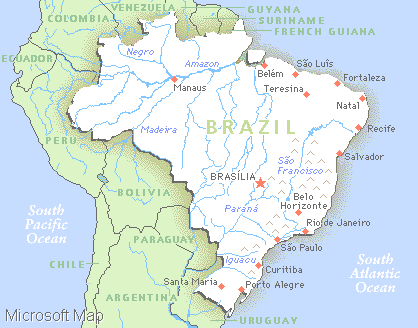 VENEZUELA
GUYANA
COLOMBIA
SURINAME
FRENCH GUIANA
ECUADOR
Negro
Amazon
Belém
São Luís
Fortaleza
Manaus
Teresina
Natal
PERU
Madeira
BRAZIL
Recife
São
Francisco
Salvador
BRASÍLIA
BOLIVIA
Paraná
Belo
Horizonte
South
Pacific
Ocean
PARAGUAY
Rio de Janeiro
São Paulo
Iguacu
CHILE
Curitiba
South
Atlantic
Ocean
Santa Maria
Porto Alegre
ARGENTINA
URUGUAY
Microsoft Map